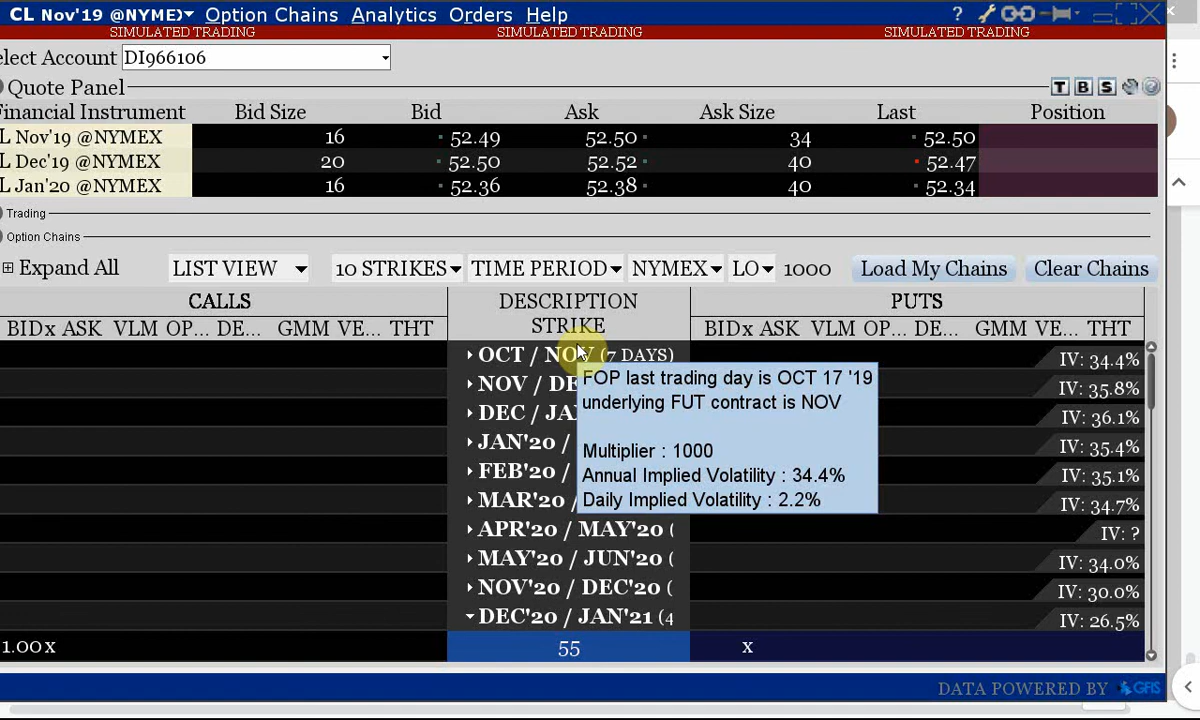 CL Nov'19 @NYMEX Option Chains Analytics Orders Help ?
SIMULATED TRADING SIMULATED TRADING SIMULATED TRADING
elect Account DI966106
Quote Panel T B S
Financial Instrument Bid Size Bid Ask Ask Size Last Position
L Nov'19 @NYMEX 16 52.49 52.50 34 52.50
L Dec'19 @NYMEX 20 52.50 52.52 40 52.47
L Jan'20 @NYMEX 16 52.36 52.38 40 52.34
Trading
Option Chains
Expand All LIST VIEW 10 STRIKES TIME PERIOD NYMEX LO 1000 Load My Chains Clear Chains
CALLS DESCRIPTION PUTS
STRIKE
BIDx ASK VLM OP... DE... GMM VE... THT BIDx ASK VLM OP... DE... GMM VE... THT
OCT / NOV (7 DAYS) IV: 34.4%
NOV / DE IV: 35.8%
DEC / JA IV: 36.1%
JAN'20 / IV: 35.4%
FEB'20 / IV: 35.1%
MAR'20 / IV: 34.7%
APR'20 / MAY'20 ( IV: ?
MAY'20 / JUN'20 ( IV: 34.0%
NOV'20 / DEC'20 ( IV: 30.0%
DEC'20 / JAN'21 (4 IV: 26.5%
1.00 x 55 x
FOP last trading day is OCT 17 '19
underlying FUT contract is NOV
Multiplier : 1000
Annual Implied Volatility : 34.4%
Daily Implied Volatility : 2.2%
DATA POWERED BY GFIS